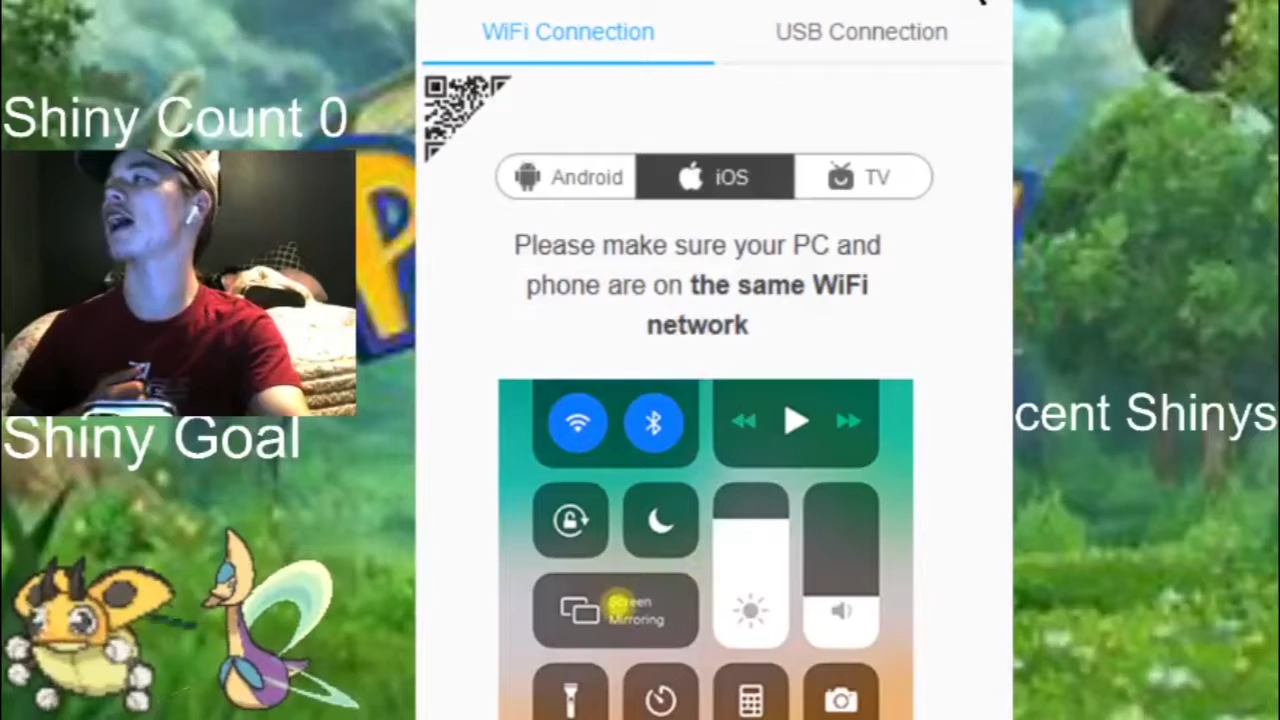 WiFi Connection
USB Connection
Shiny Count 0
Android
iOS
TV
Please make sure your PC and
phone are on the same WiFi
network
cent Shinys
Shiny Goal
Screen
Mirroring